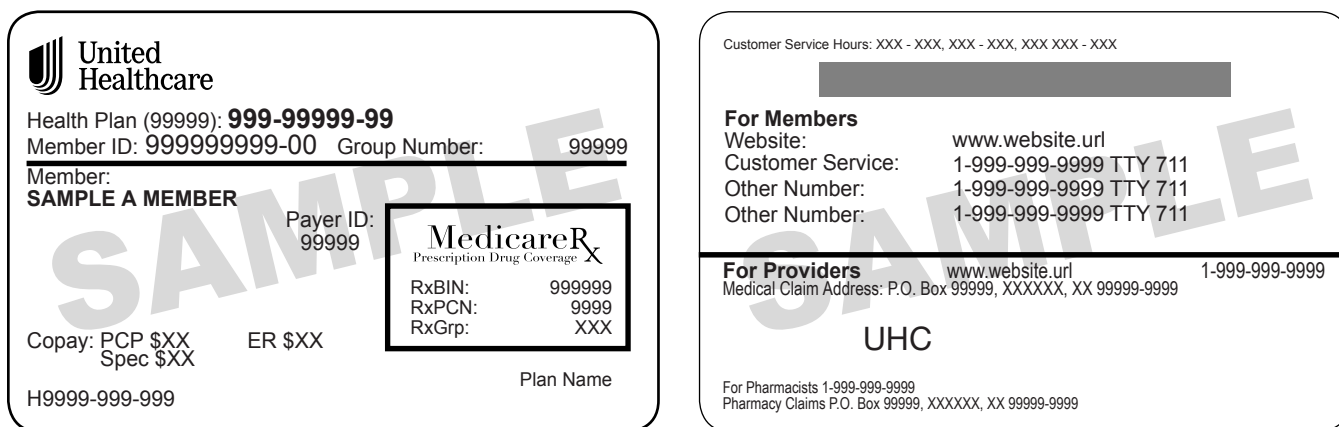 United
Healthcare
Health Plan (99999): 999-99999-99
Member ID: 999999999-00 Group Number: 99999
Member:
SAMPLE A MEMBER
Payer ID:
99999
MedicareRx
Prescription Drug Coverage
RxBIN: 999999
RxPCN: 9999
RxGrp: XXX
Copay: PCP $XX ER $XX
Spec $XX
Plan Name
H9999-999-999
SAMPLE
Customer Service Hours: XXX - XXX, XXX - XXX, XXX XXX - XXX
For Members
Website: www.website.url
Customer Service: 1-999-999-9999 TTY 711
Other Number: 1-999-999-9999 TTY 711
Other Number: 1-999-999-9999 TTY 711
For Providers www.website.url 1-999-999-9999
Medical Claim Address: P.O. Box 99999, XXXXXX, XX 99999-9999
UHC
For Pharmacists 1-999-999-9999
Pharmacy Claims P.O. Box 99999, XXXXXX, XX 99999-9999
SAMPLE